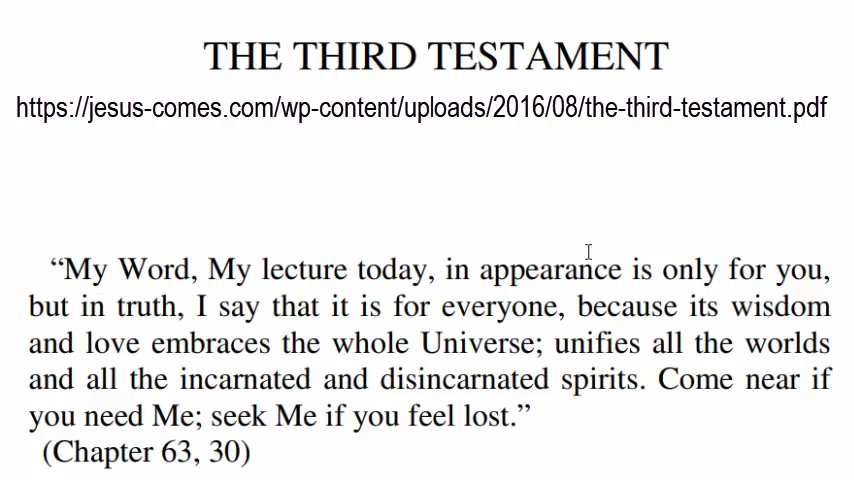 THE THIRD TESTAMENT
https://jesus-comes.com/wp-content/uploads/2016/08/the-third-testament.pdf
“My Word, My lecture today, in appearance is only for you,
but in truth, I say that it is for everyone, because its wisdom
and love embraces the whole Universe; unifies all the worlds
and all the incarnated and disincarnated spirits. Come near if
you need Me; seek Me if you feel lost.”
(Chapter 63, 30)